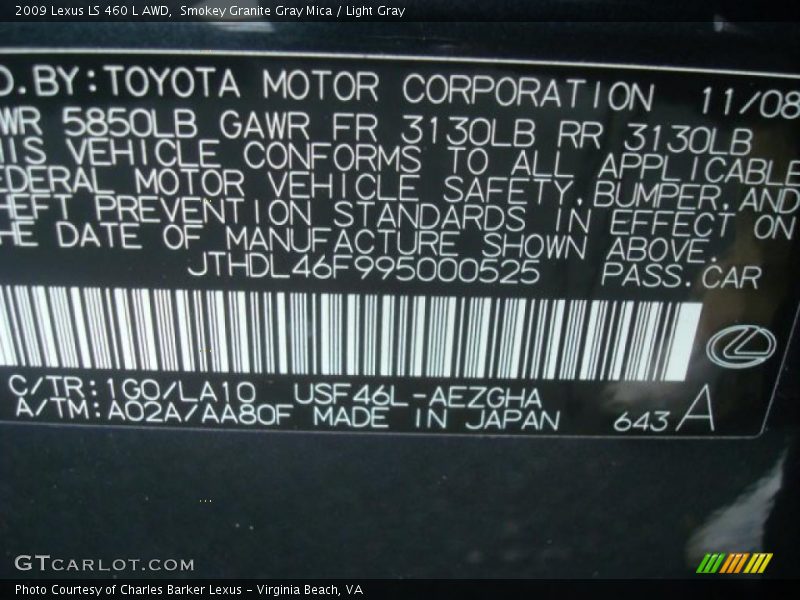 2009 Lexus LS 460 L AWD,  Smokey Granite Gray Mica / Light Gray
D.BY:TOYOTA MOTOR CORPORATION 11/08
WR 5850LB GAWR FR 3130LB RR 3130LB
HIS VEHICLE CONFORMS TO ALL APPLICABLE
EDERAL MOTOR VEHICLE SAFETY,BUMPER,AND
HEFT PREVENTION STANDARDS IN EFFECT ON
HE DATE OF MANUFACTURE SHOWN ABOVE.
JTHDL46F995000525 PASS.CAR
C/TR:1G0/LA10 USF46L-AEZGHA
A/TM:A02A/AA80F MADE IN JAPAN 643 A
GTCARLOT.COM
Photo Courtesy of Charles Barker Lexus - Virginia Beach, VA